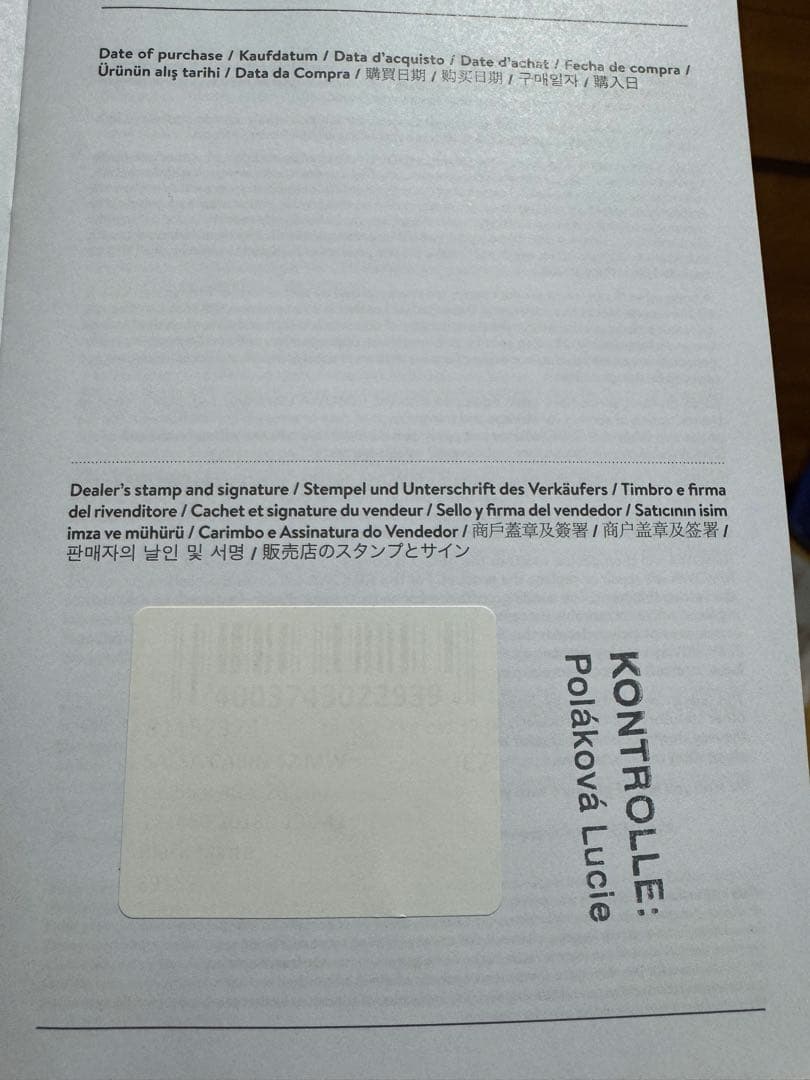 Date of purchase / Kaufdatum / Data d'acquisto / Date d'achat / Fecha de compra /
Ürünün alış tarihi / Data da Compra / 購買日期 / 购买日期 / 구매일자 / 購入日
Dealer's stamp and signature / Stempel und Unterschrift des Verkäufers / Timbro e firma
del rivenditore / Cachet et signature du vendeur / Sello y firma del vendedor / Satıcının isim
imza ve mühürü / Carimbo e Assinatura do Vendedor / 商戶蓋章及簽署 / 商户盖章及签署 /
판매자의 날인 및 서명 / 販売店のスタンプとサイン
KONTROLLE:
Poláková Lucie